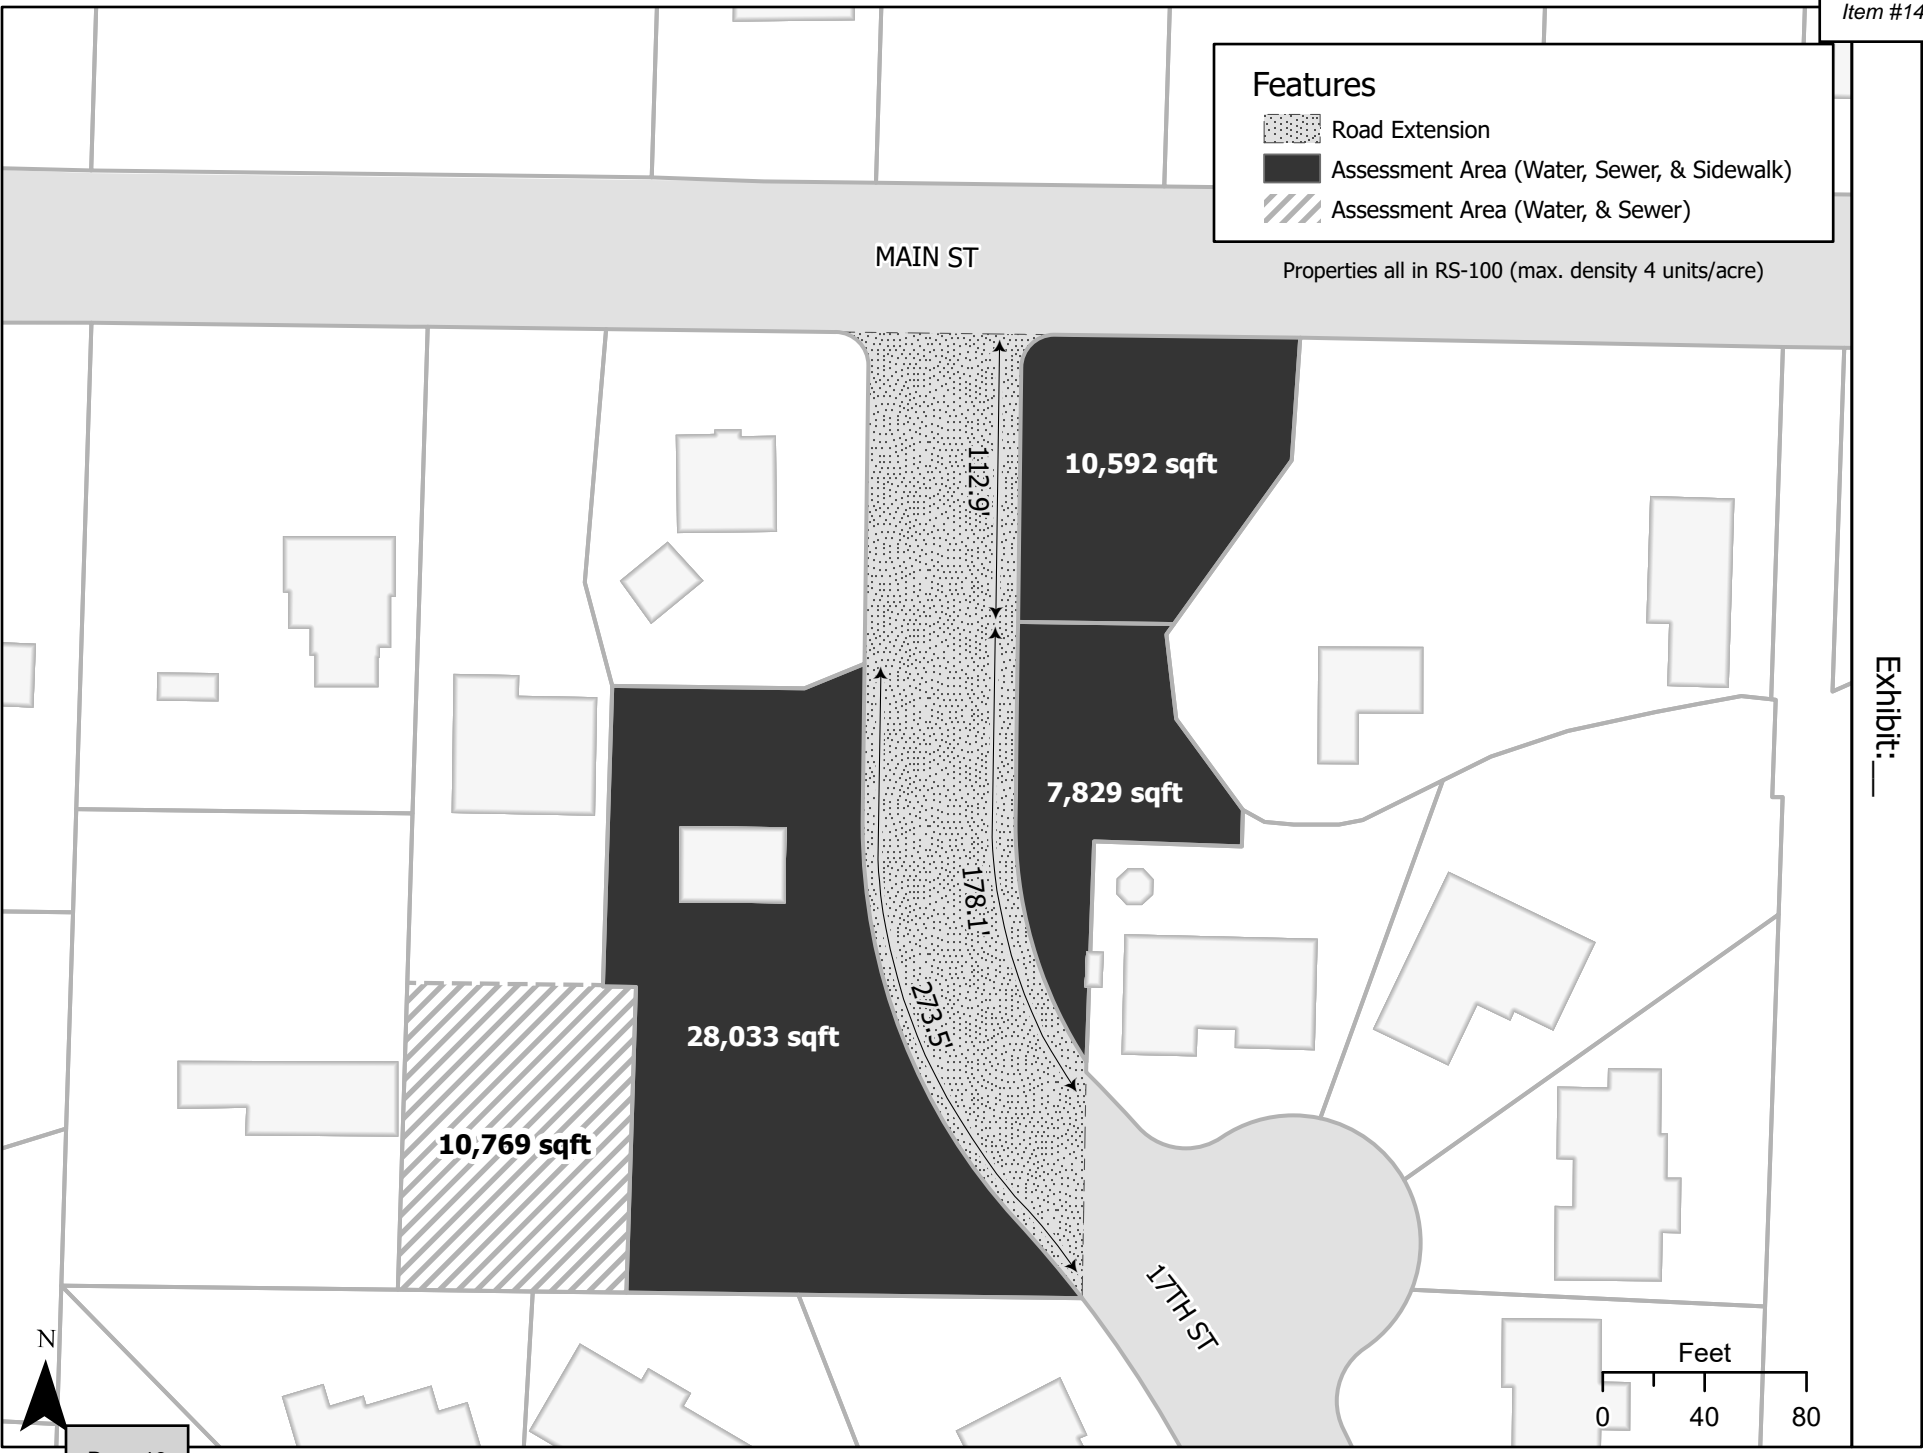 Item #14
Features
Road Extension
Assessment Area (Water, Sewer, & Sidewalk)
Assessment Area (Water, & Sewer)
MAIN ST
Properties all in RS-100 (max. density 4 units/acre)
112.9'
10,592 sqft
Exhibit:__
7,829 sqft
178.1'
273.5'
28,033 sqft
10,769 sqft
17TH ST
N
Feet
0 40 80